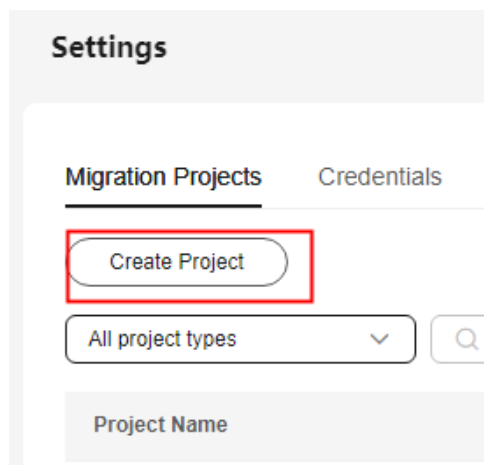 Settings
Migration Projects Credentials
Create Project
All project types
Project Name